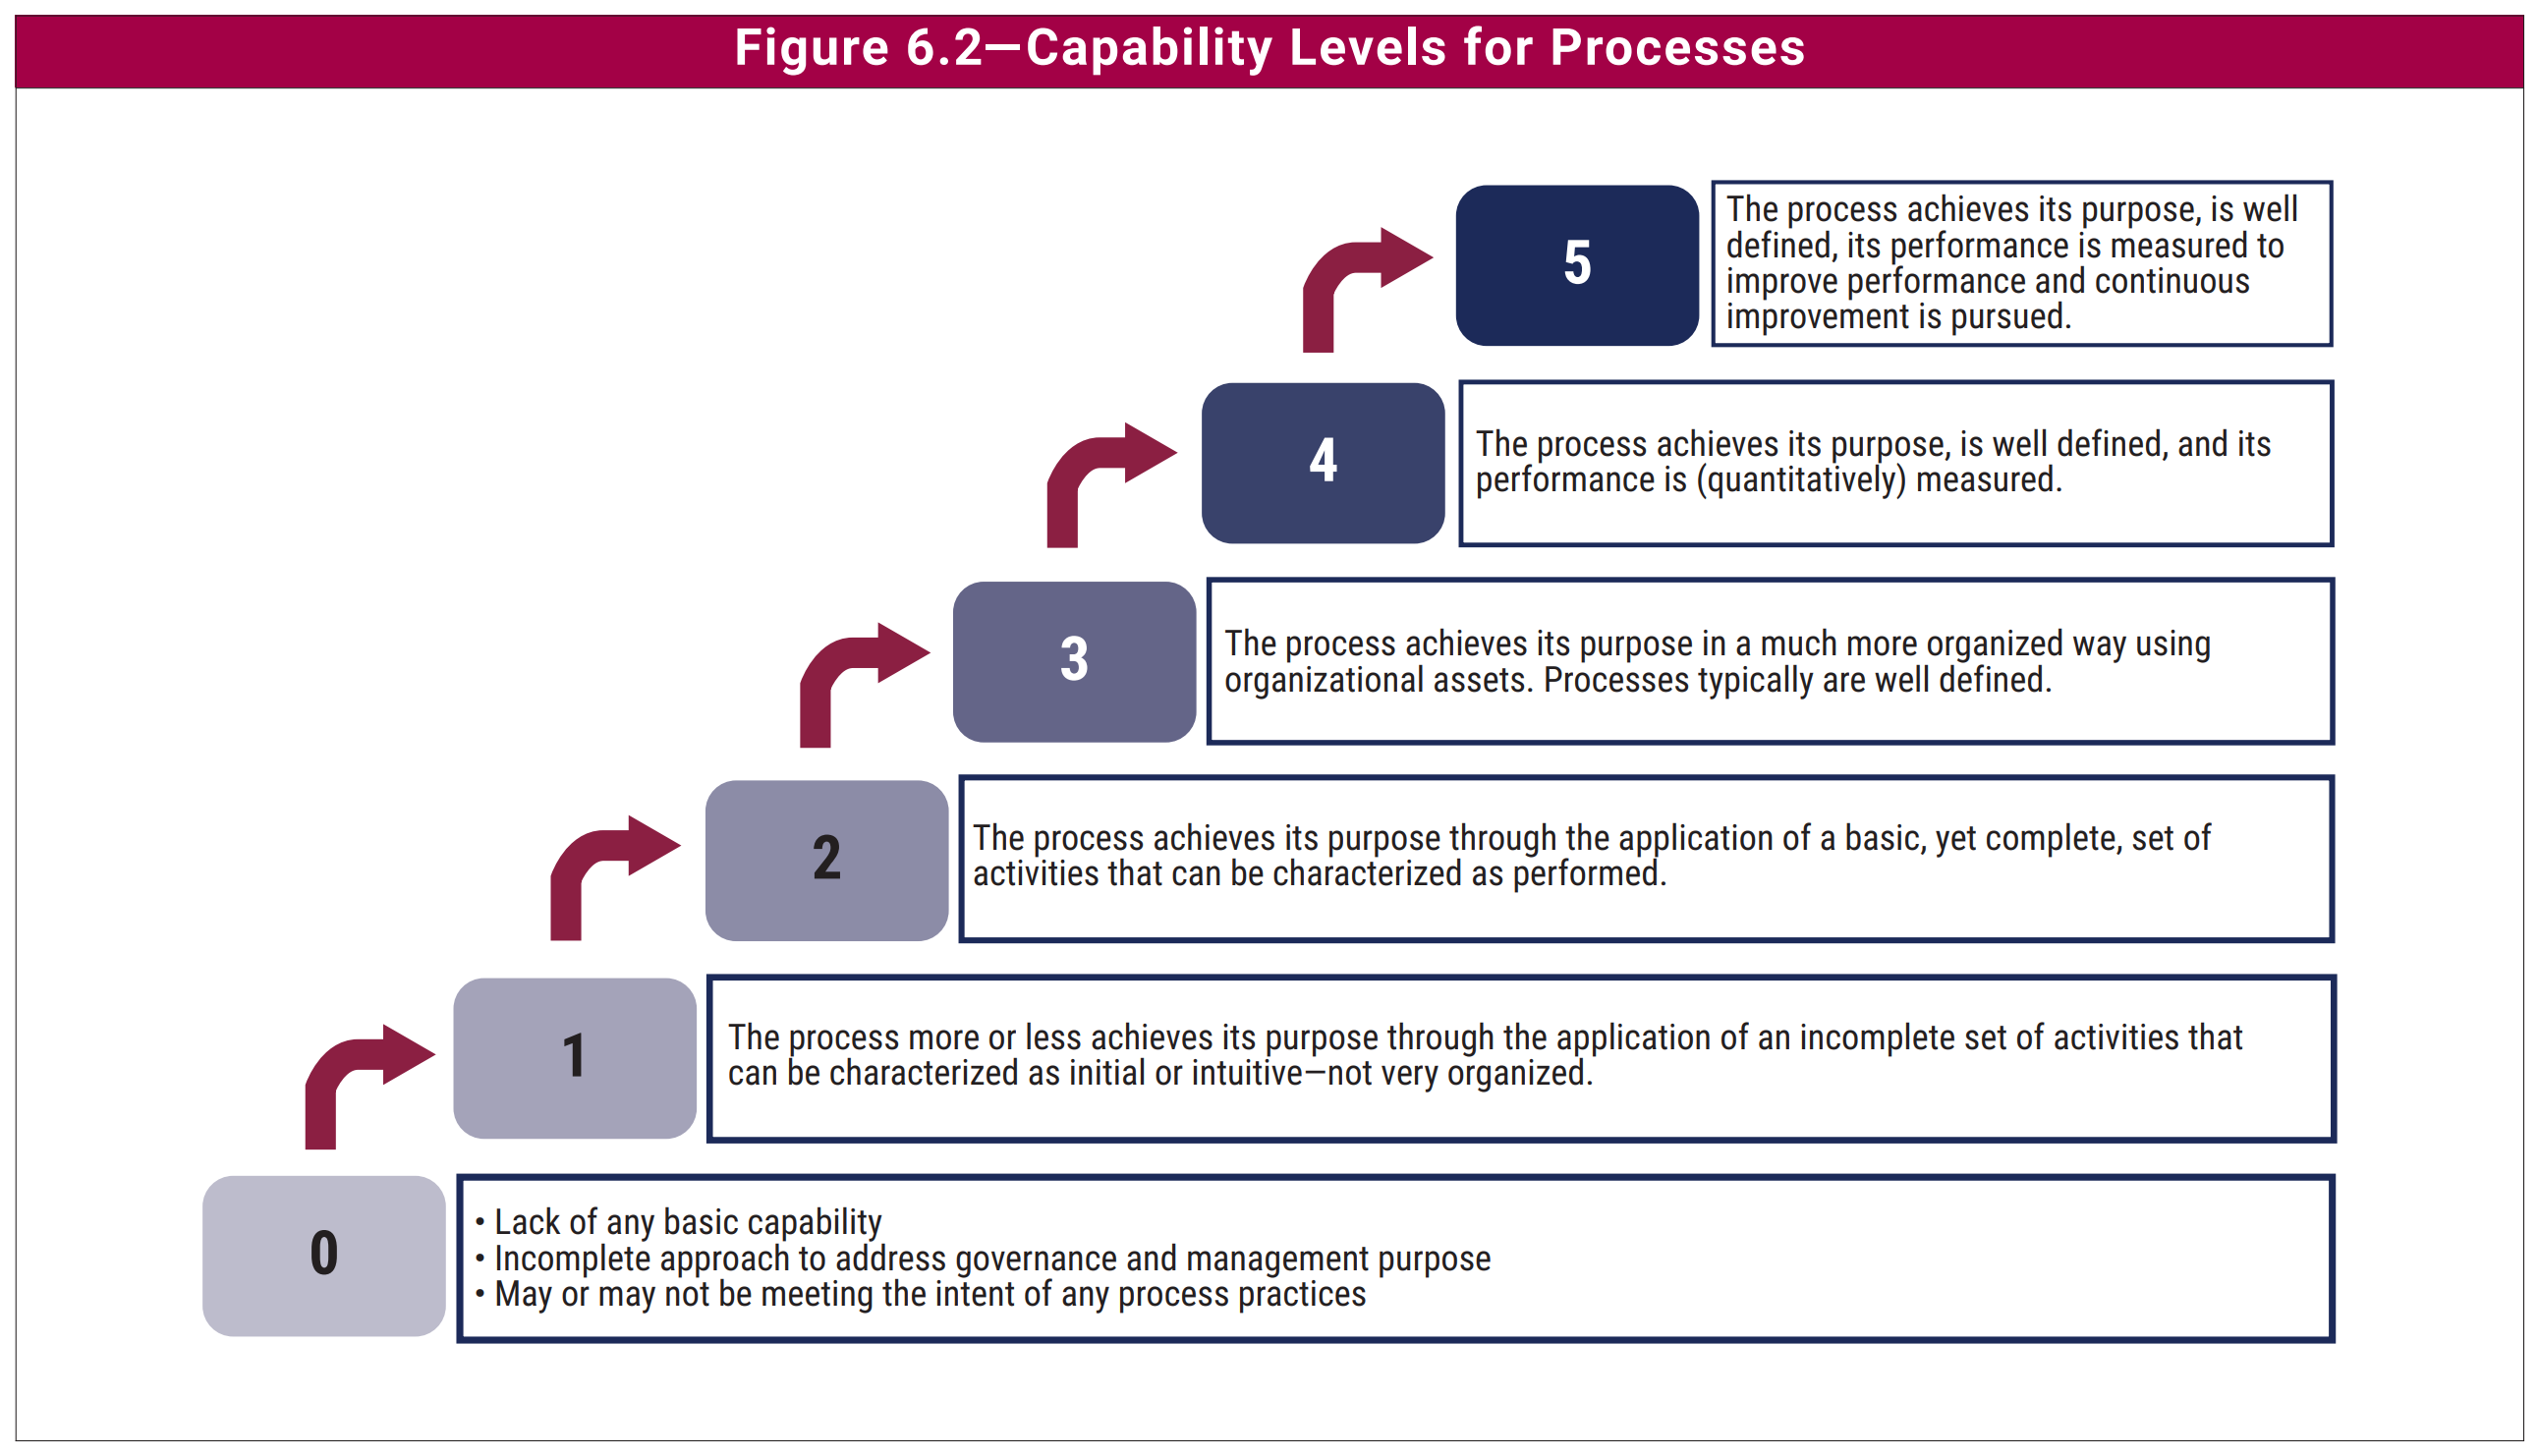 Figure 6.2—Capability Levels for Processes
5
The process achieves its purpose, is well
defined, its performance is measured to
improve performance and continuous
improvement is pursued.
4
The process achieves its purpose, is well defined, and its
performance is (quantitatively) measured.
3
The process achieves its purpose in a much more organized way using
organizational assets. Processes typically are well defined.
2
The process achieves its purpose through the application of a basic, yet complete, set of
activities that can be characterized as performed.
1
The process more or less achieves its purpose through the application of an incomplete set of activities that
can be characterized as initial or intuitive—not very organized.
0
• Lack of any basic capability
• Incomplete approach to address governance and management purpose
• May or may not be meeting the intent of any process practices